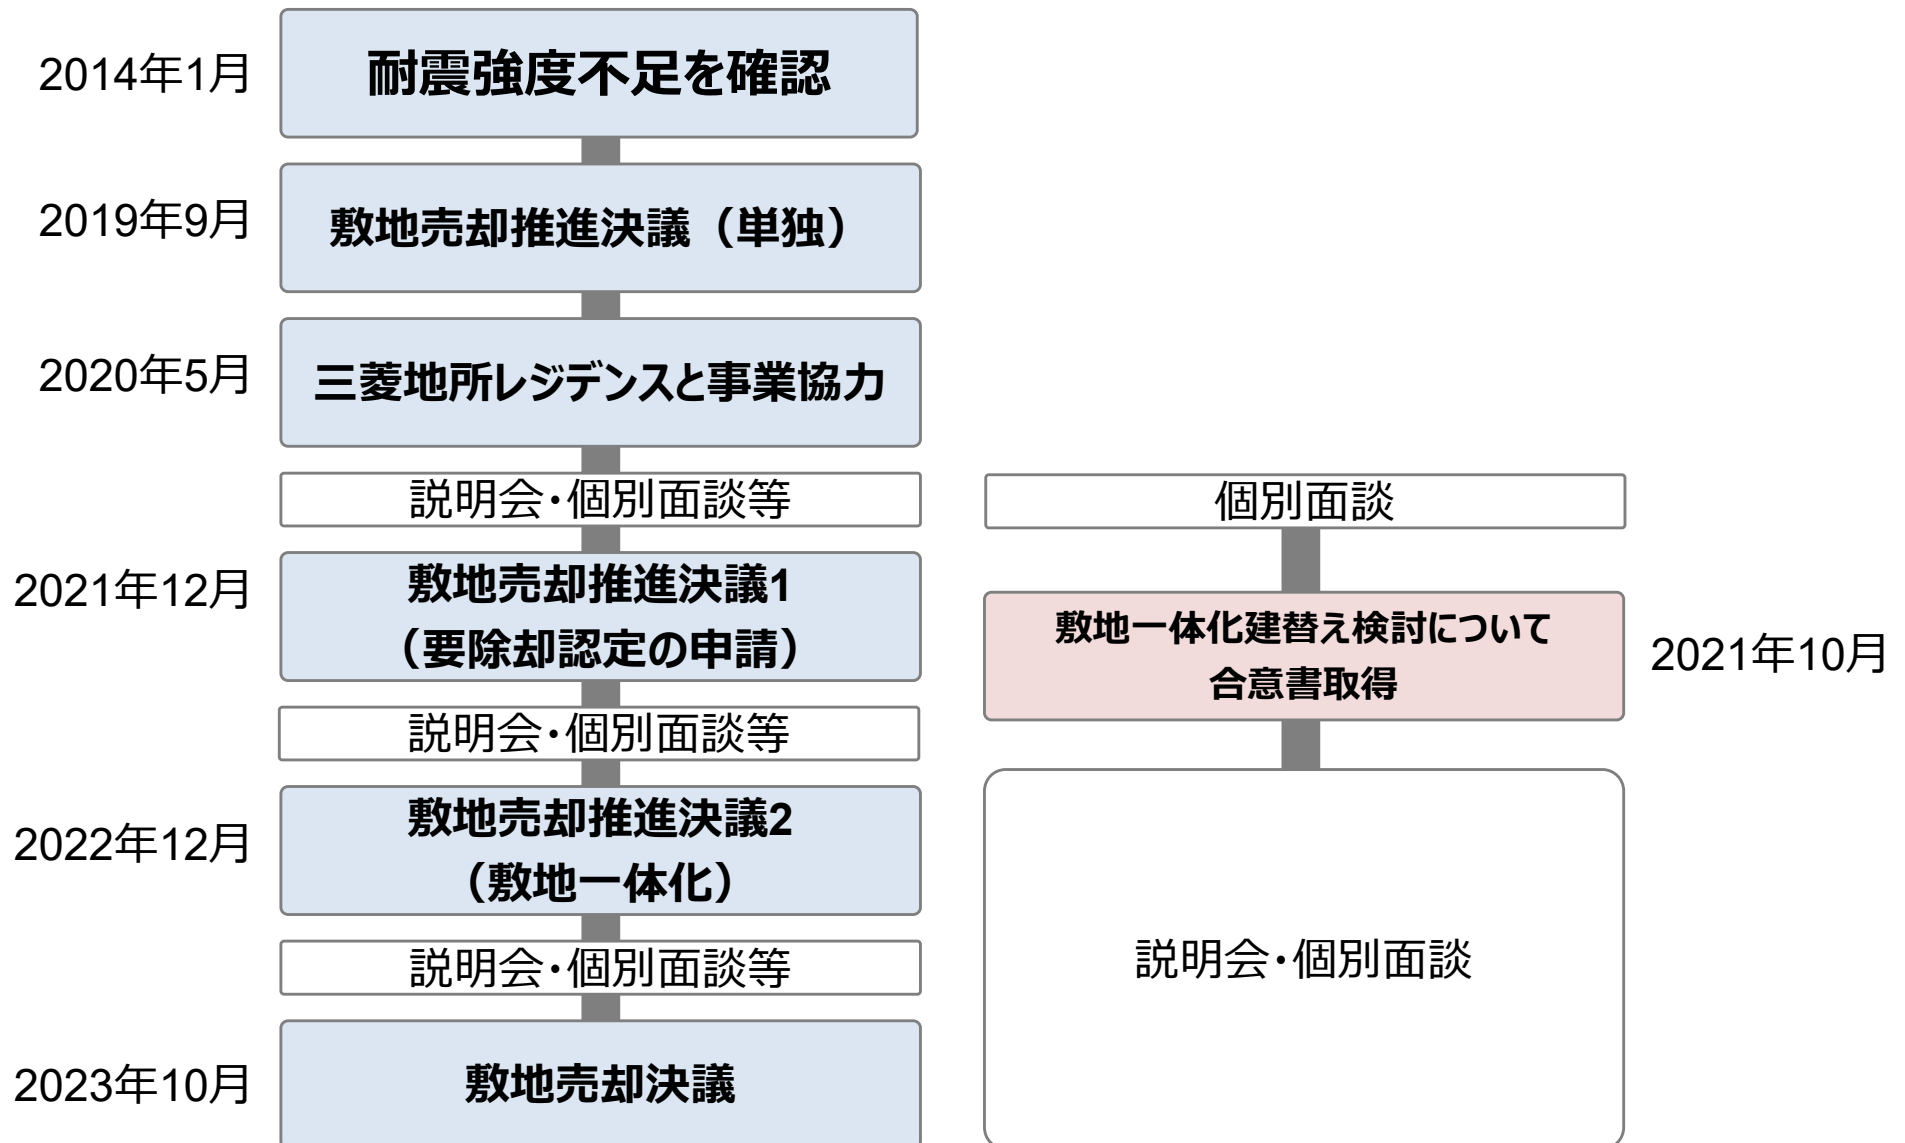 2014年1月
耐震強度不足を確認
2019年9月
敷地売却推進決議（単独）
2020年5月
三菱地所レジデンスと事業協力
説明会・個別面談等
2021年12月
敷地売却推進決議1
（要除却認定の申請）
説明会・個別面談等
2022年12月
敷地売却推進決議2
（敷地一体化）
説明会・個別面談等
2023年10月
敷地売却決議
個別面談
敷地一体化建替え検討について
合意書取得
2021年10月
説明会・個別面談